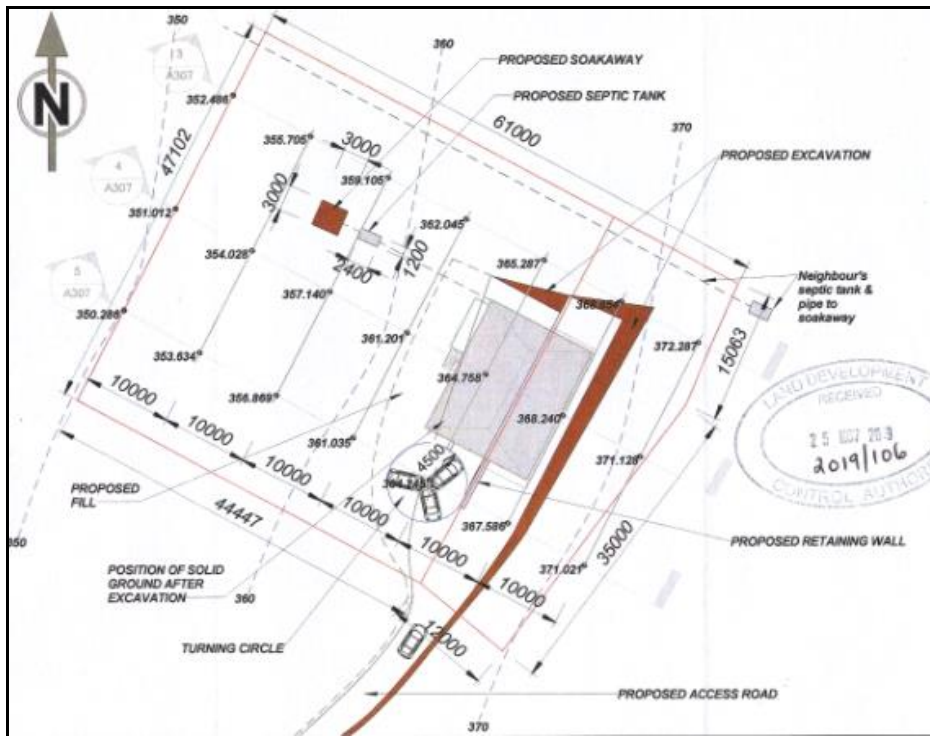 350
360
PROPOSED SOAKAWAY
N
3
A307
352.486
PROPOSED SEPTIC TANK
61000
370
47102
355.705
3000
PROPOSED EXCAVATION
359.105
4
A307
3000
351.012
362.045
1200
354.028
2400
365.287
Neighbour's
septic tank &
pipe to
soakaway
5
A307
357.140
350.286
361.201
372.287
15063
353.634
364.758
LAND DEVELOPMENT
RECEIVED
356.869
368.240
2019/106
CONTROL AUTHORITY
10000
10000
361.035
4500
371.128
10000
PROPOSED
FILL
10000
44447
367.586
35000
PROPOSED RETAINING WALL
350
10000
371.021
POSITION OF SOLID
GROUND AFTER
EXCAVATION
360
10000
12000
TURNING CIRCLE
PROPOSED ACCESS ROAD
370